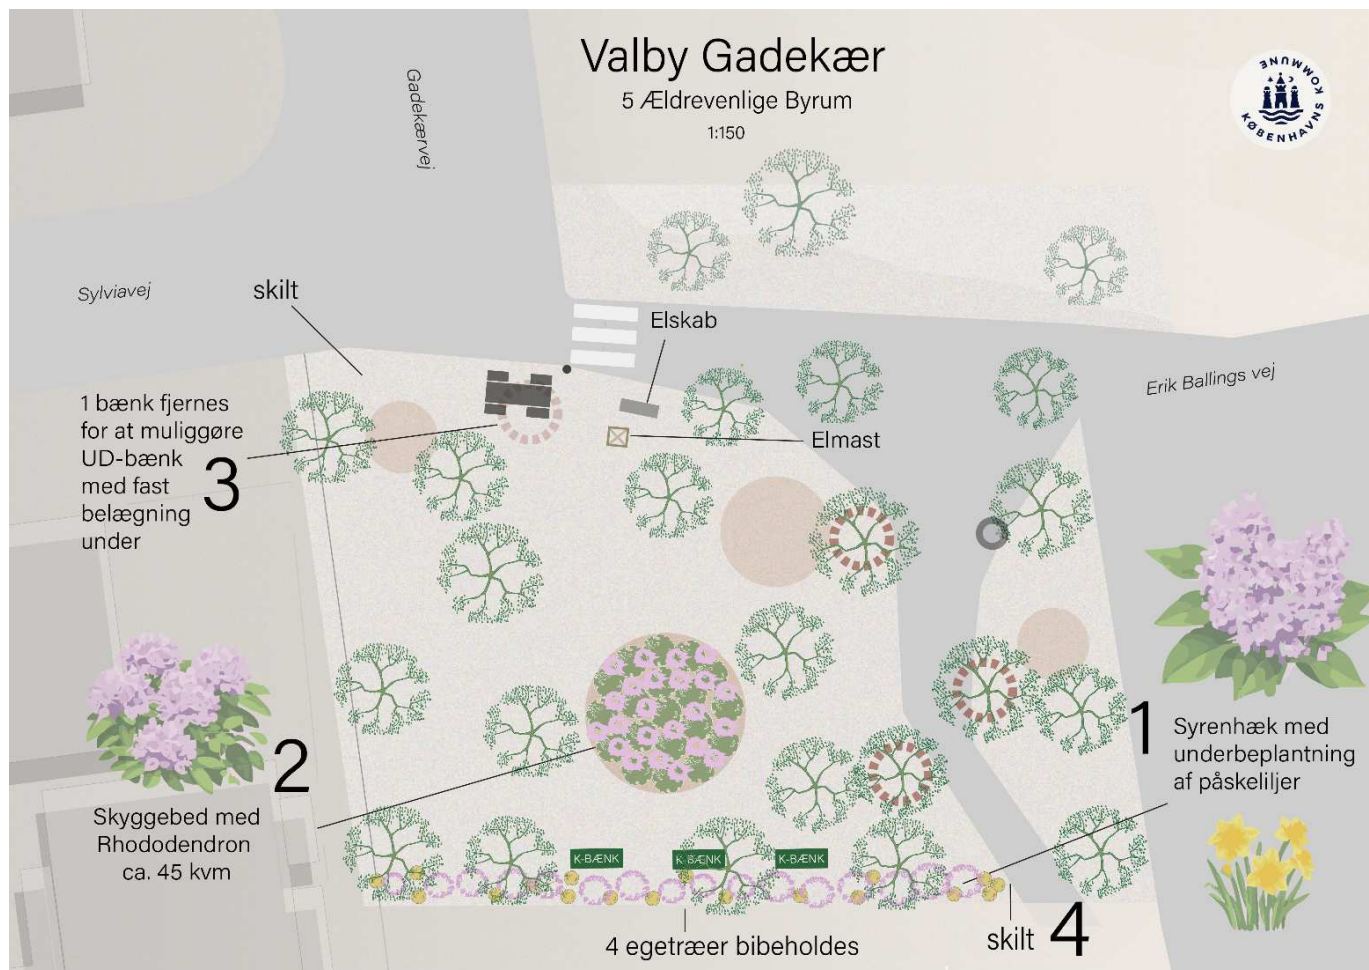 Valby Gadekær
5 Ældrevenlige Byrum
1:150
KØBENHAVNS KOMMUNE
Gadekærvej
Sylviavej
skilt
Elskab
Erik Ballings vej
1 bænk fjernes
for at muliggøre
UD-bænk
med fast
belægning
under
3
Elmast
2
Skyggebed med
Rhododendron
ca. 45 kvm
1
Syrenhæk med
underbeplantning
af påskeliljer
K-BÆNK
K-BÆNK
K-BÆNK
4 egetræer bibeholdes
skilt
4